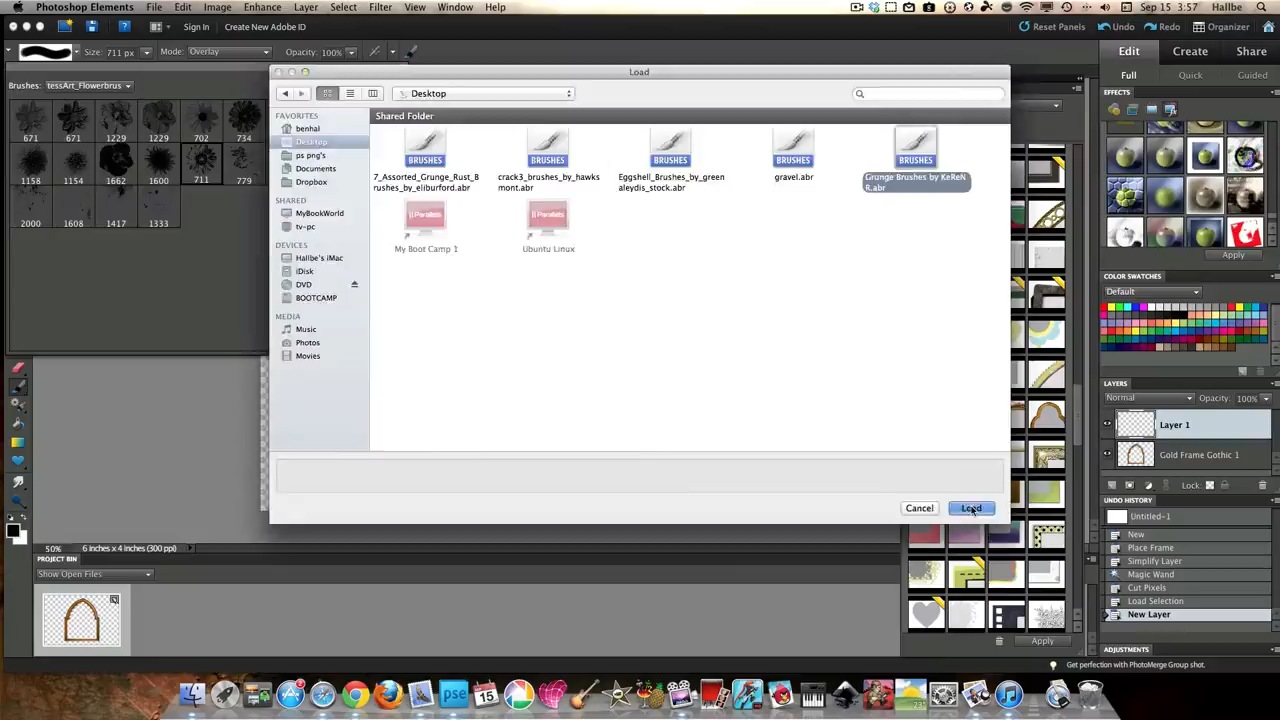 Photoshop Elements File Edit Image Enhance Layer Select Filter View Window Help Sep 15 3:57 Hallbe
Sign In Create New Adobe ID Reset Panels Undo Redo Organizer
Size: 711 px Mode: Overlay Opacity: 100%
Edit Create Share
Full Quick Guided
Brushes: tessArt_Flowerbrus
671 671 1229 1229 702 734
1158 1154 1662 1600 711 779
2000 1608 1417 1333
Load
Desktop
FAVORITES
benhal
Desktop
ps png's
Documents
Dropbox
SHARED
MyBookWorld
tv-pc
DEVICES
Hallbe's iMac
iDisk
DVD
BOOTCAMP
MEDIA
Music
Photos
Movies
Shared Folder
BRUSHES BRUSHES BRUSHES BRUSHES BRUSHES
7_Assorted_Grunge_Rust_B
rushes_by_eliburford.abr
crack3_brushes_by_hawks
mont.abr
Eggshell_Brushes_by_green
aleydis_stock.abr
gravel.abr
Grunge Brushes by KeReN
R.abr
Parallels Parallels
My Boot Camp 1 Ubuntu Linux
Cancel Load
EFFECTS
Apply
COLOR SWATCHES
Default
LAYERS
Normal Opacity: 100%
Layer 1
Gold Frame Gothic 1
Lock:
UNDO HISTORY
Untitled-1
New
Place Frame
Simplify Layer
Magic Wand
Cut Pixels
Load Selection
New Layer
Apply
ADJUSTMENTS
Get perfection with PhotoMerge Group shot.
50% 6 inches x 4 inches (300 ppi)
PROJECT BIN
Show Open Files
pse 15